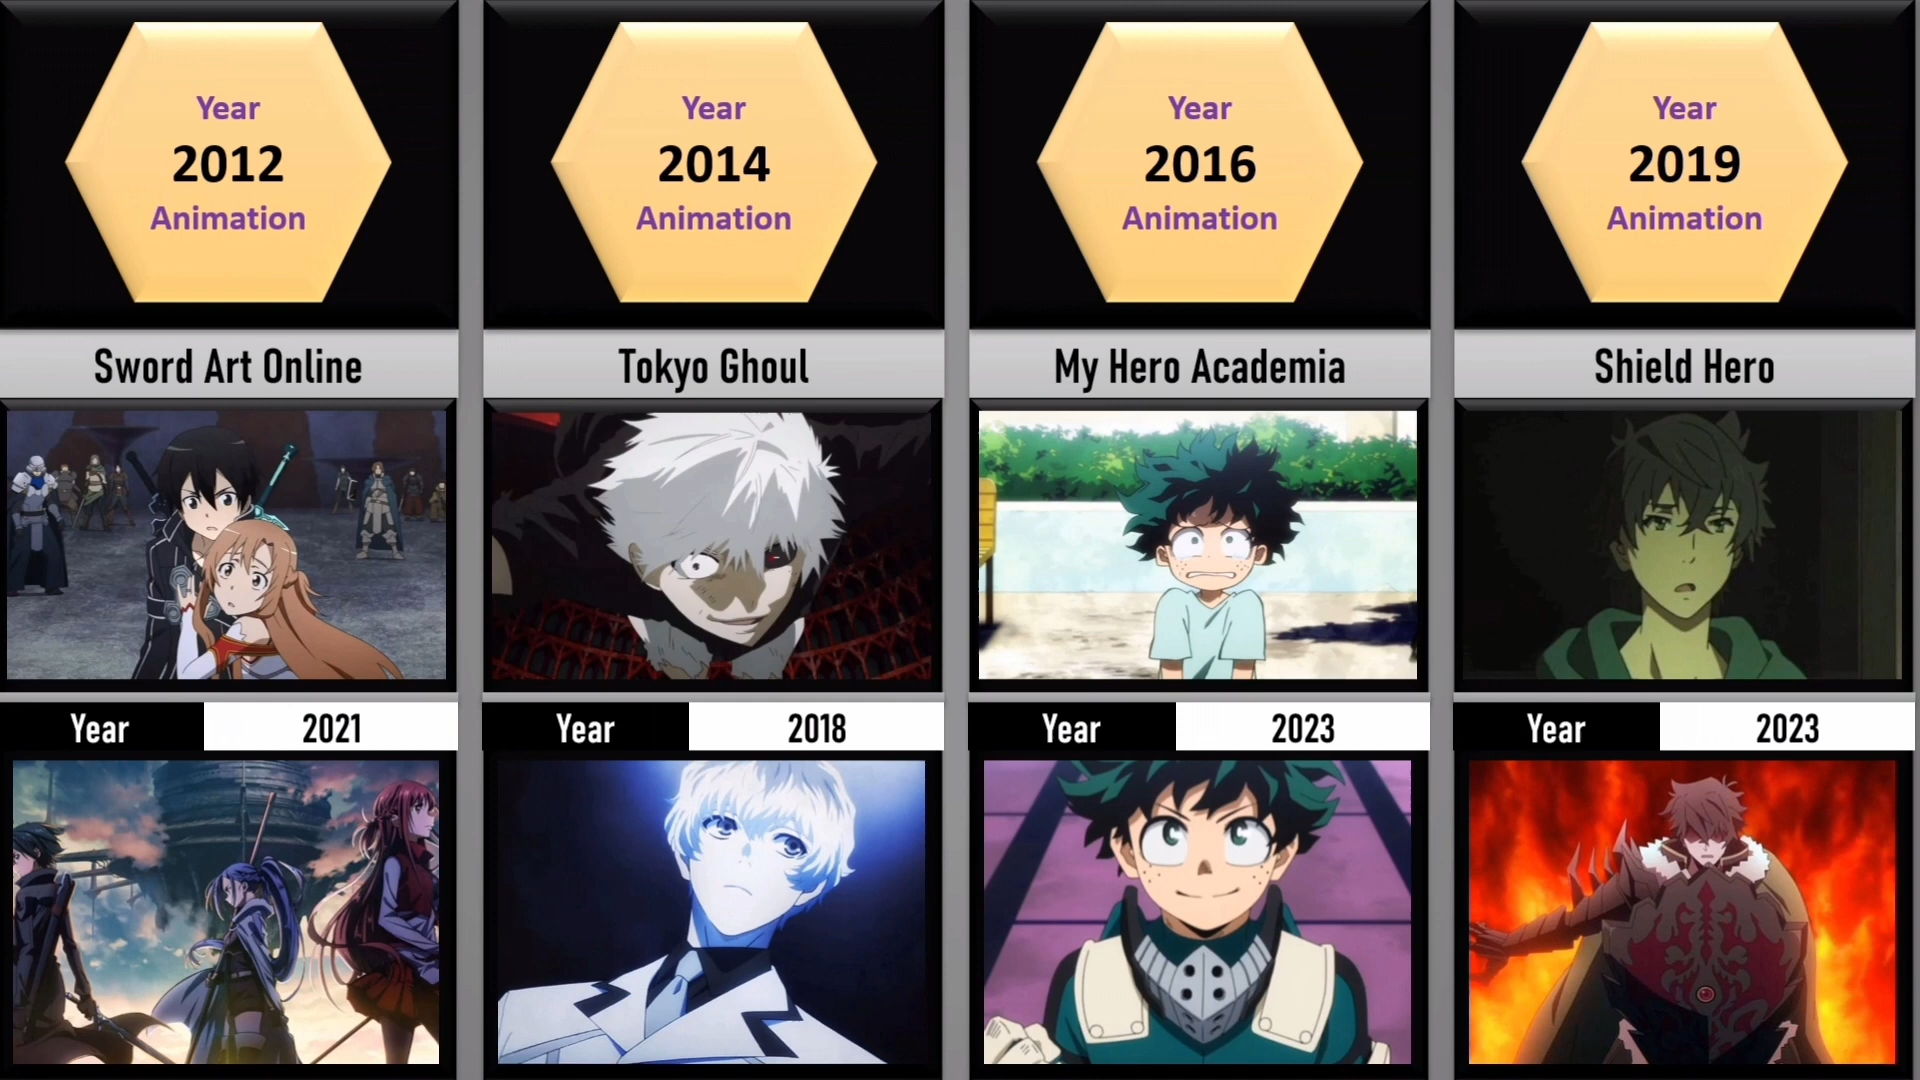 Year
2012
Animation
Sword Art Online
Year 2021
Year
2014
Animation
Tokyo Ghoul
Year 2018
Year
2016
Animation
My Hero Academia
Year 2023
Year
2019
Animation
Shield Hero
Year 2023